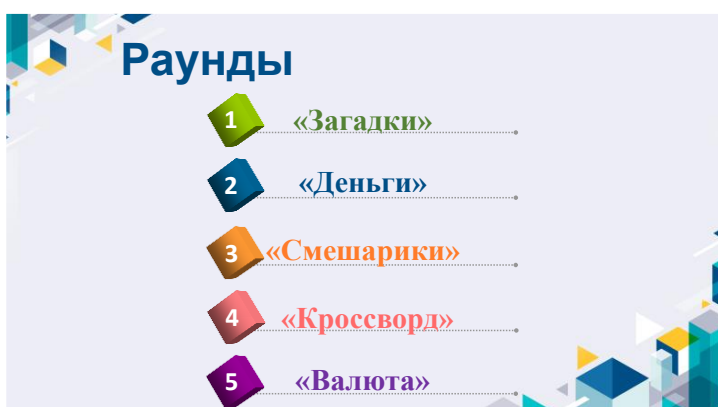 Раунды
1 «Загадки»
2 «Деньги»
3 «Смешарики»
4 «Кроссворд»
5 «Валюта»